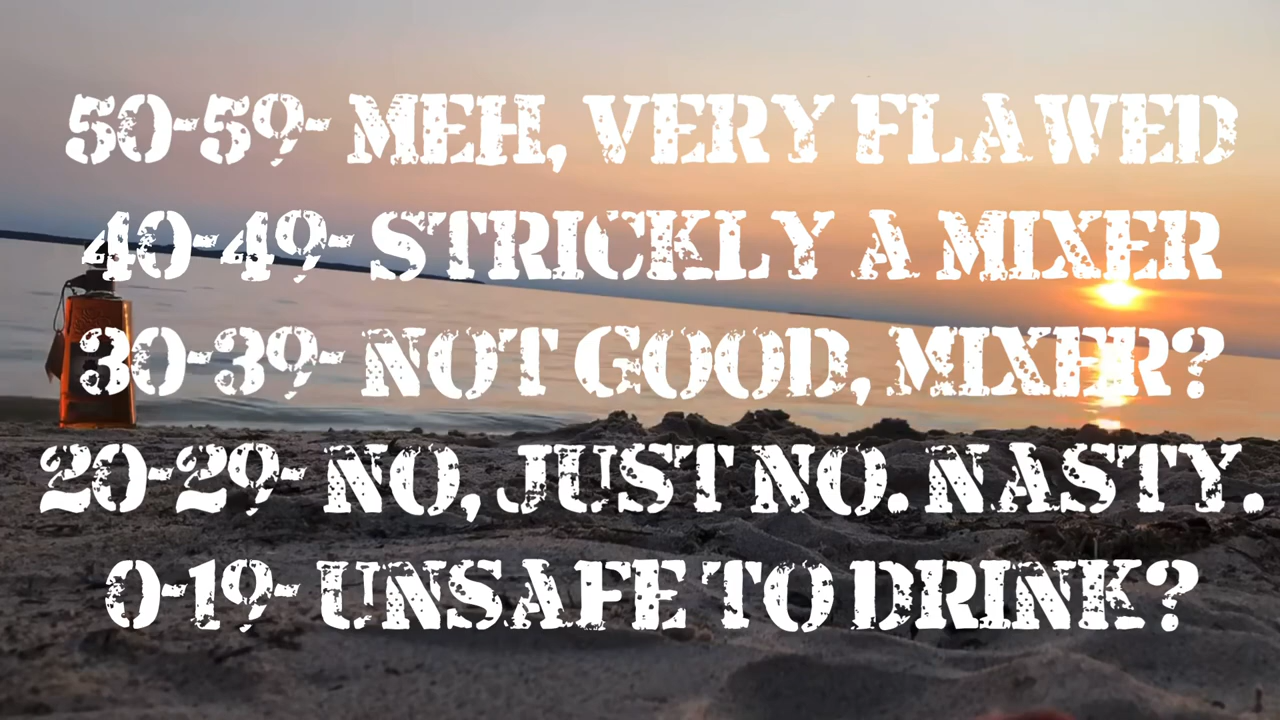 50-59- MEH, VERY FLAWED
40-49- STRICKLY A MIXER
30-39- NOT GOOD, MIXER?
20-29- NO, JUST NO. NASTY.
0-19- UNSAFE TO DRINK?